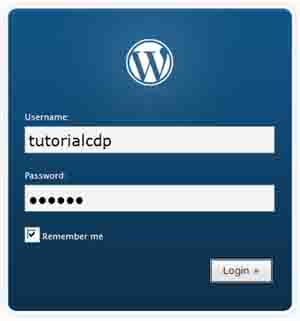 Username:
tutorialcdp
Password:
●●●●●●
Remember me
Login »